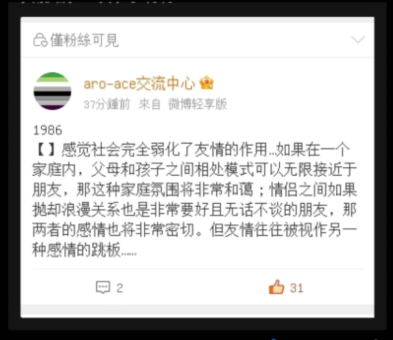 僅粉絲可見
aro-ace交流中心
37分鍾前 來自 微博轻享版
1986
【 】感觉社会完全弱化了友情的作用…如果在一个
家庭内，父母和孩子之间相处模式可以无限接近于
朋友，那这种家庭氛围将非常和蔼；情侣之间如果
抛却浪漫关系也是非常要好且无话不谈的朋友，那
两者的感情也将非常密切。但友情往往被视作另一
种感情的跳板……
2
31